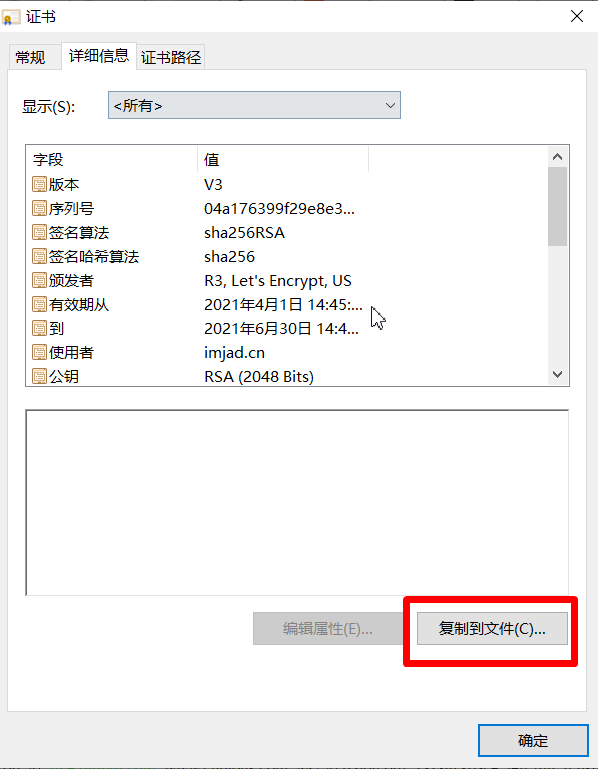 证书
常规 详细信息 证书路径
显示(S): <所有>
字段 值
版本 V3
序列号 04a176399f29e8e3...
签名算法 sha256RSA
签名哈希算法 sha256
颁发者 R3, Let's Encrypt, US
有效期从 2021年4月1日 14:45:...
到 2021年6月30日 14:4...
使用者 imjad.cn
公钥 RSA (2048 Bits)
编辑属性(E)... 复制到文件(C)...
确定